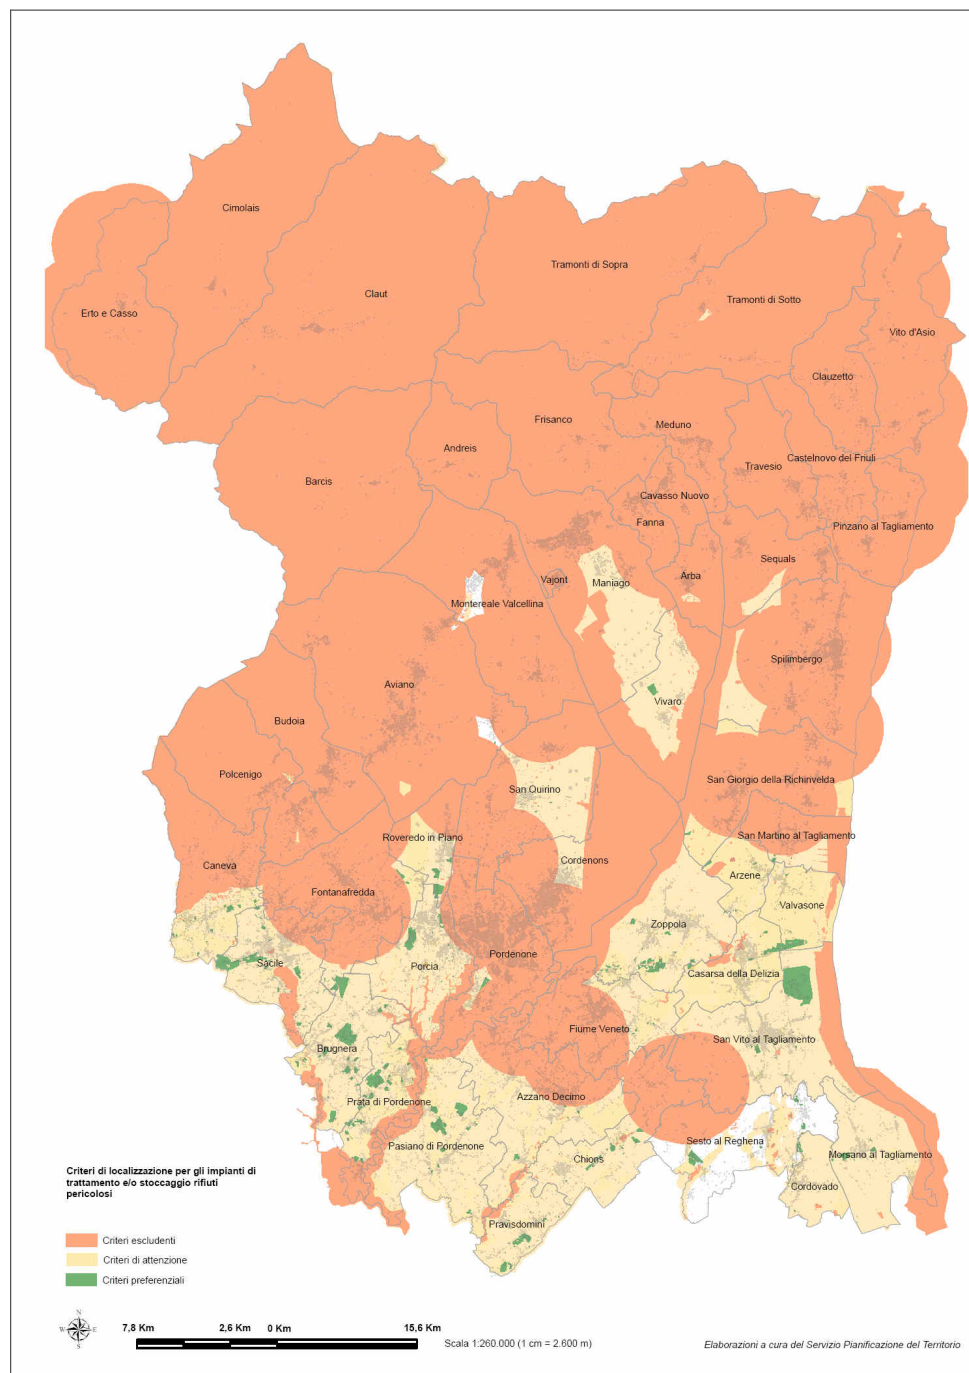 Cimolais
Tramonti di Sopra
Claut
Tramonti di Sotto
Erto e Casso
Vito d'Asio
Clauzetto
Frisanco
Meduno
Andreis
Castelnovo del Friuli
Travesio
Barcis
Cavasso Nuovo
Fanna
Pinzano al Tagliamento
Sequals
Arba
Vajont
Maniago
Montereale Valcellina
Spilimbergo
Aviano
Vivaro
Budoia
Polcenigo
San Giorgio della Richinvelda
San Quirino
Roveredo in Piano
San Martino al Tagliamento
Cordenons
Caneva
Arzene
Fontanafredda
Valvasone
Zoppola
Pordenone
Sacile
Porcia
Casarsa della Delizia
Fiume Veneto
San Vito al Tagliamento
Brugnera
Azzano Decimo
Prata di Pordenone
Sesto al Reghena
Pasiano di Pordenone
Morsano al Tagliamento
Chions
Cordovado
Pravisdomini
Criteri di localizzazione per gli impianti di
trattamento e/o stoccaggio rifiuti
pericolosi
Criteri escludenti
Criteri di attenzione
Criteri preferenziali
N
W E
S
7,8 Km 2,6 Km 0 Km 15,6 Km
Scala 1:260.000 (1 cm = 2.600 m)
Elaborazioni a cura del Servizio Pianificazione del Territorio